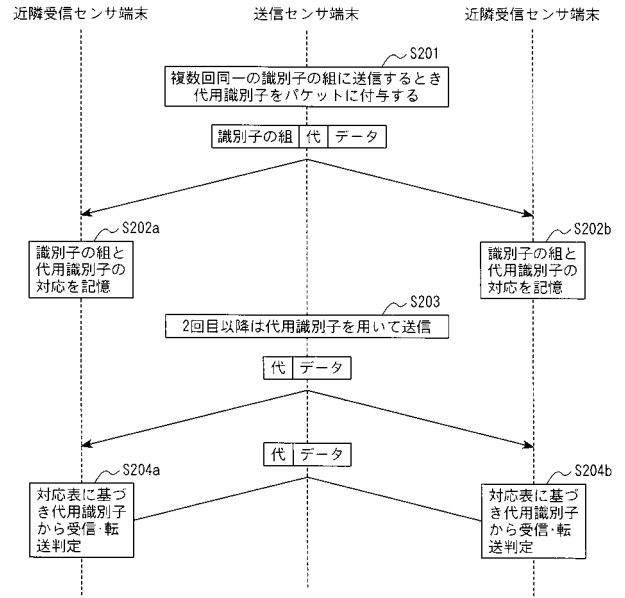 近隣受信センサ端末
送信センサ端末
近隣受信センサ端末
S201
複数回同一の識別子の組に送信するとき
代用識別子をパケットに付与する
識別子の組 代 データ
S202a
識別子の組と
代用識別子の
対応を記憶
S202b
識別子の組と
代用識別子の
対応を記憶
S203
2回目以降は代用識別子を用いて送信
代 データ
代 データ
S204a
対応表に基づ
き代用識別子
から受信・転
送判定
S204b
対応表に基づ
き代用識別子
から受信・転
送判定